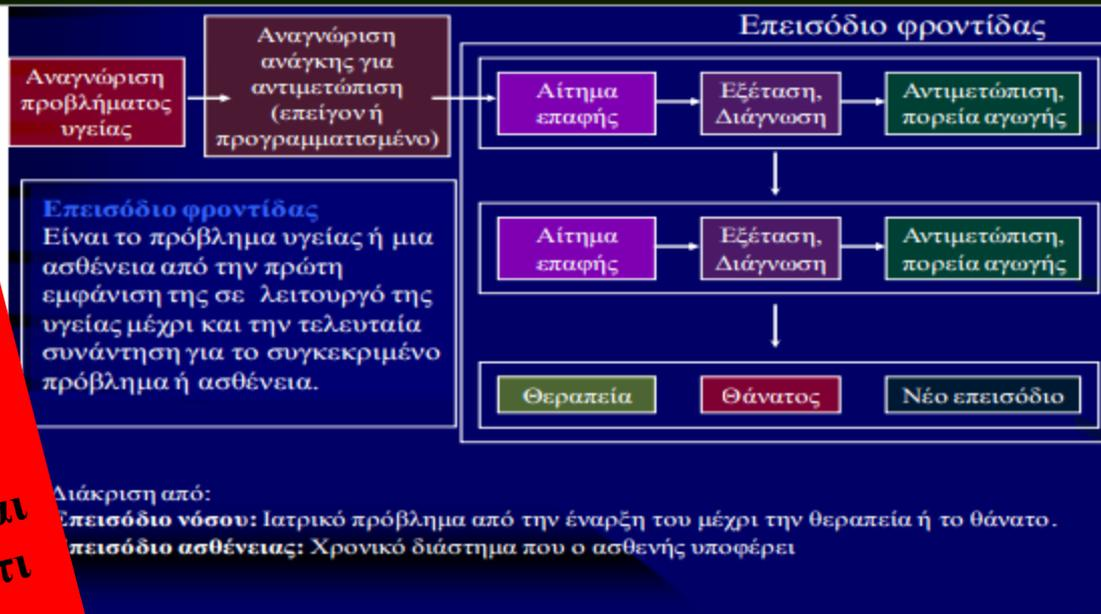 Επεισόδιο φροντίδας
Αναγνώριση
προβλήματος
υγείας
Αναγνώριση
ανάγκης για
αντιμετώπιση
(επείγον ή
προγραμματισμένο)
Αίτημα
επαφής
Εξέταση,
Διάγνωση
Αντιμετώπιση,
πορεία αγωγής
Αίτημα
επαφής
Εξέταση,
Διάγνωση
Αντιμετώπιση,
πορεία αγωγής
Θεραπεία
Θάνατος
Νέο επεισόδιο
Επεισόδιο φροντίδας
Είναι το πρόβλημα υγείας ή μια
ασθένεια από την πρώτη
εμφάνιση της σε λειτουργό της
υγείας μέχρι και την τελευταία
συνάντηση για το συγκεκριμένο
πρόβλημα ή ασθένεια.
Διάκριση από:
Επεισόδιο νόσου: Ιατρικό πρόβλημα από την έναρξη του μέχρι την θεραπεία ή το θάνατο.
Επεισόδιο ασθένειας: Χρονικό διάστημα που ο ασθενής υποφέρει